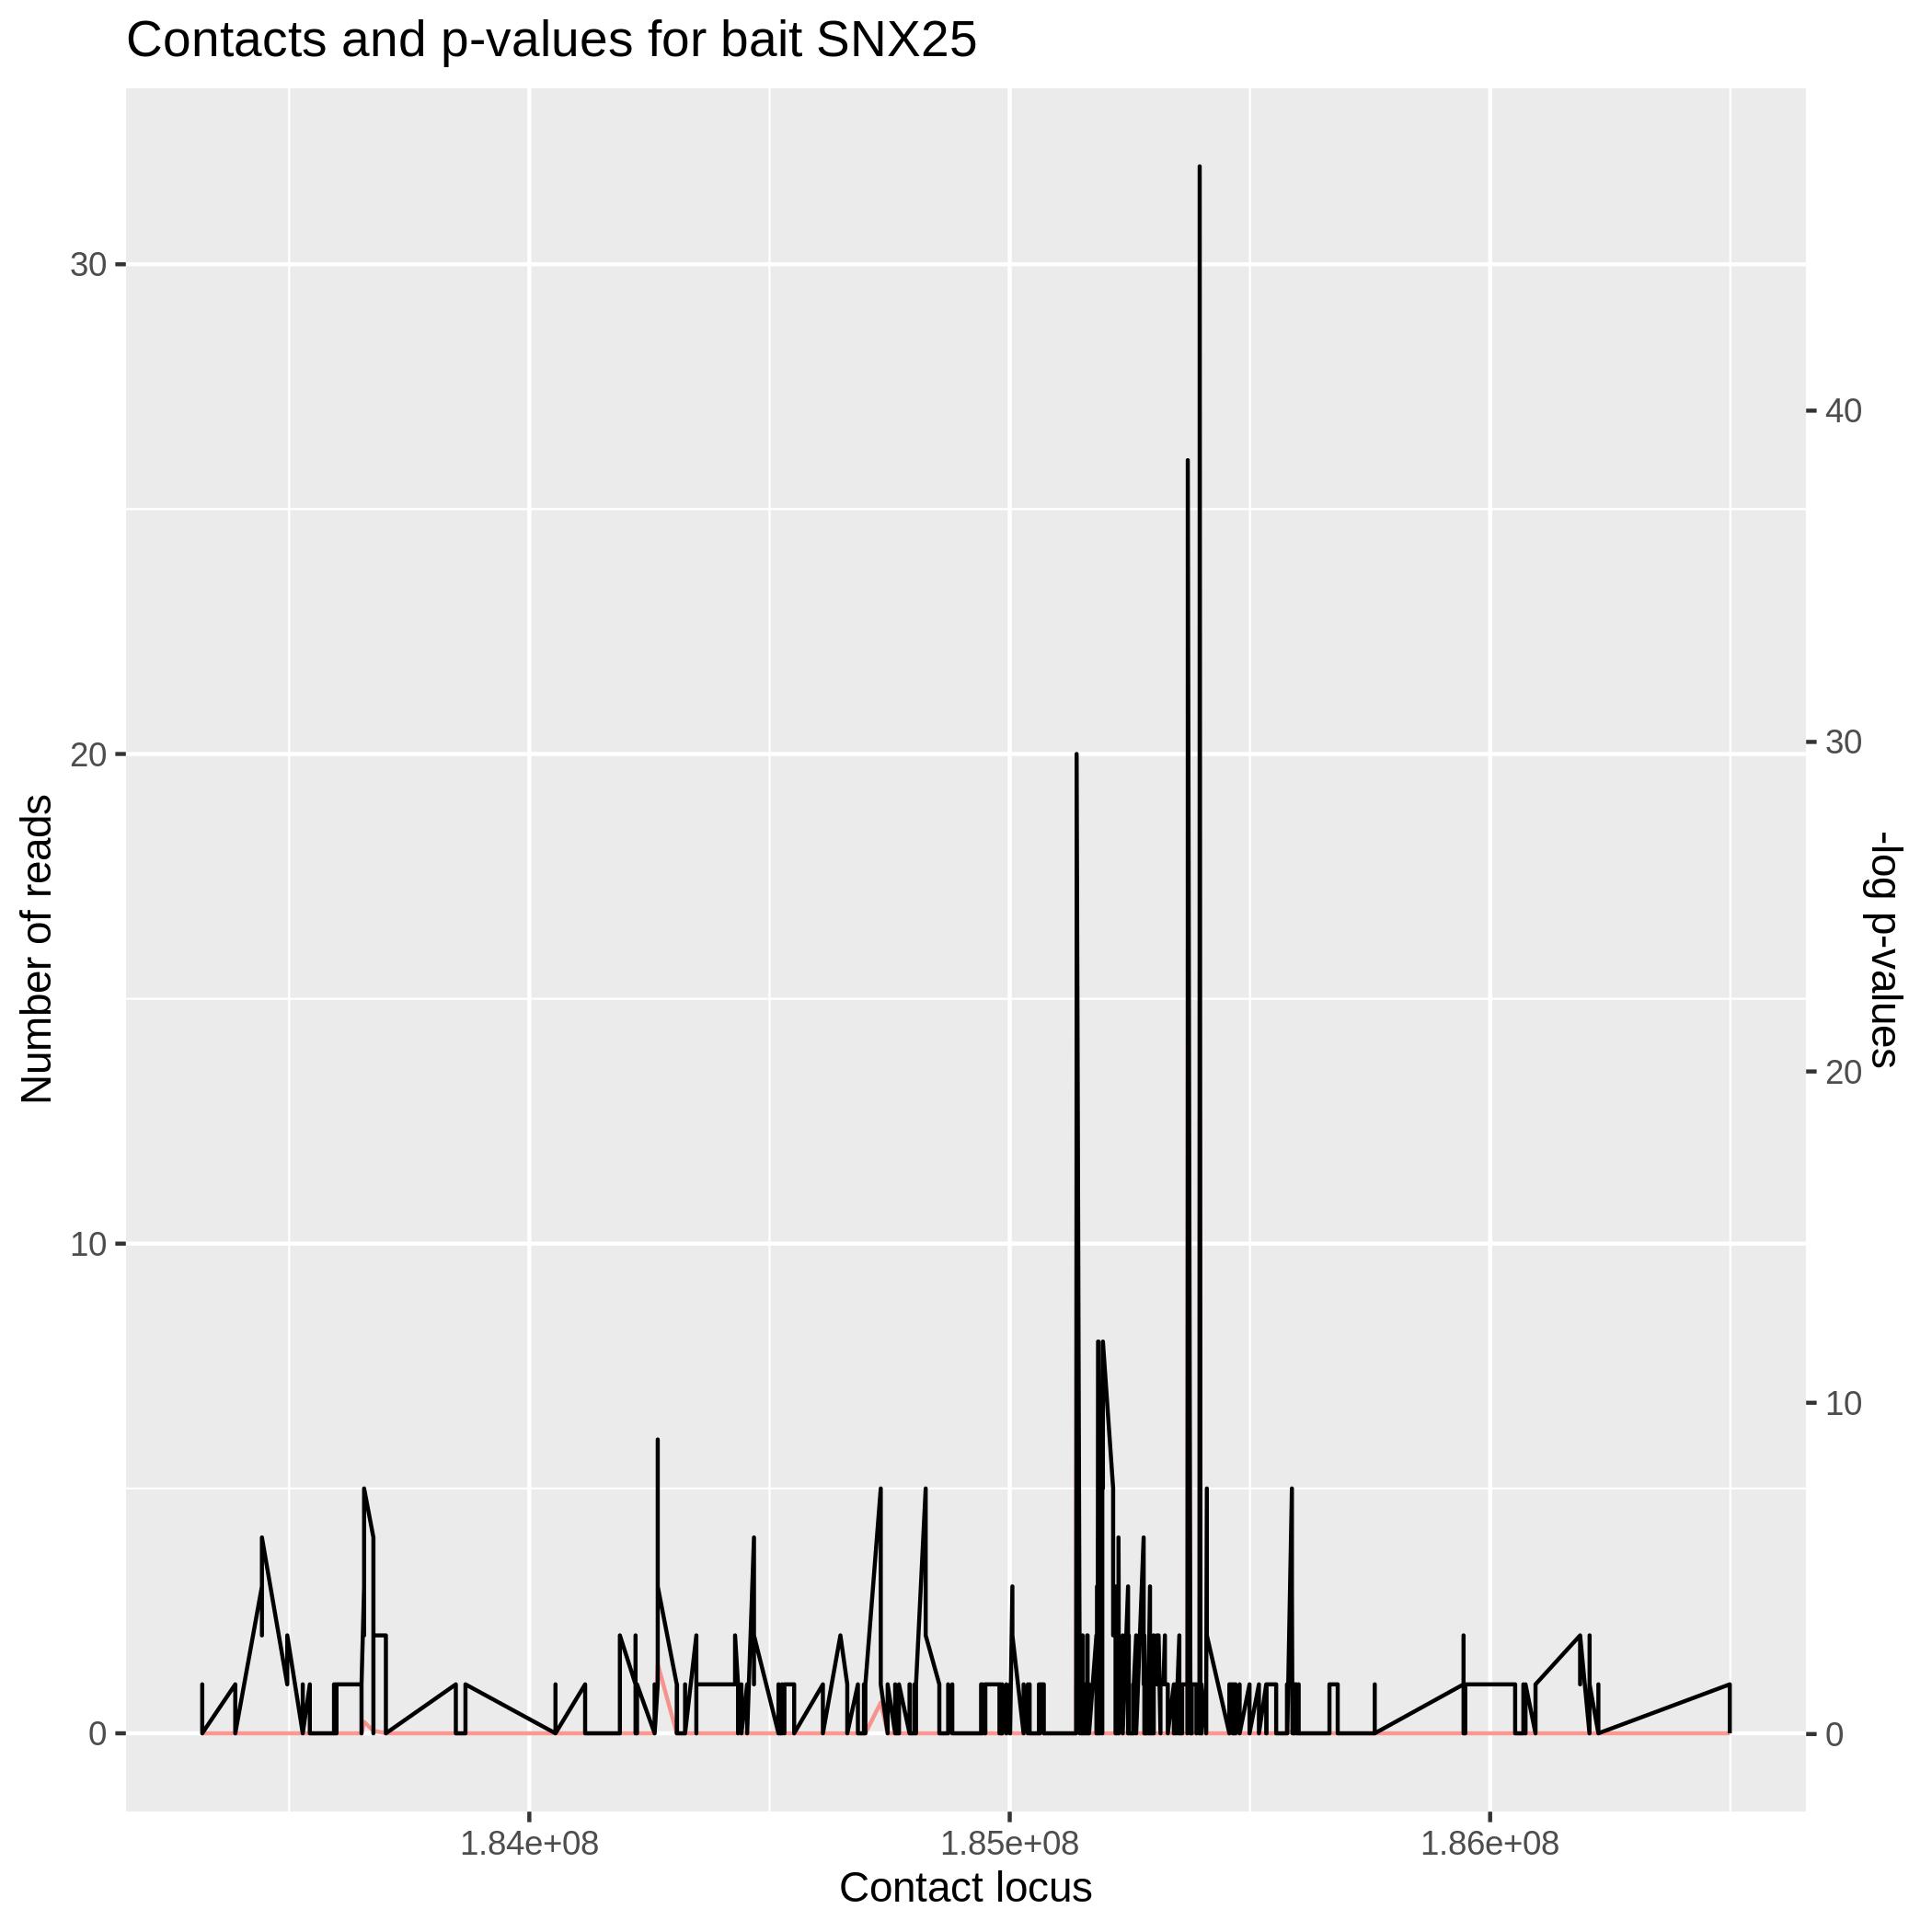 Contacts and p-values for bait SNX25
Number of reads
30
20
10
0
40
30
20
10
0
-log p-values
1.84e+08
1.85e+08
1.86e+08
Contact locus